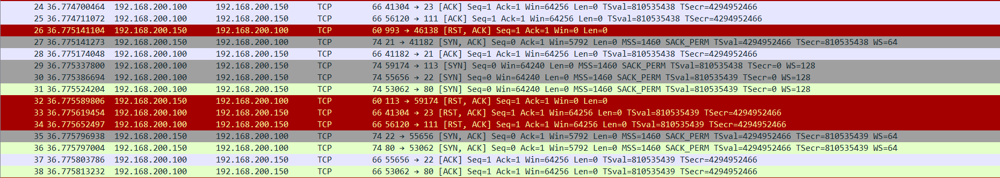 24 36.774700464 192.168.200.100 192.168.200.150 TCP 66 41304 → 23 [ACK] Seq=1 Ack=1 Win=64256 Len=0 TSval=810535438 TSecr=4294952466
25 36.774711072 192.168.200.100 192.168.200.150 TCP 66 56120 → 111 [ACK] Seq=1 Ack=1 Win=64256 Len=0 TSval=810535438 TSecr=4294952466
26 36.775141104 192.168.200.150 192.168.200.100 TCP 60 993 → 46138 [RST, ACK] Seq=1 Ack=1 Win=0 Len=0
27 36.775141273 192.168.200.150 192.168.200.100 TCP 74 21 → 41182 [SYN, ACK] Seq=0 Ack=1 Win=5792 Len=0 MSS=1460 SACK_PERM TSval=4294952466 TSecr=810535438 WS=64
28 36.775174048 192.168.200.100 192.168.200.150 TCP 66 41182 → 21 [ACK] Seq=1 Ack=1 Win=64256 Len=0 TSval=810535438 TSecr=4294952466
29 36.775337800 192.168.200.100 192.168.200.150 TCP 74 59174 → 113 [SYN] Seq=0 Win=64240 Len=0 MSS=1460 SACK_PERM TSval=810535438 TSecr=0 WS=128
30 36.775386694 192.168.200.100 192.168.200.150 TCP 74 55656 → 22 [SYN] Seq=0 Win=64240 Len=0 MSS=1460 SACK_PERM TSval=810535439 TSecr=0 WS=128
31 36.775524204 192.168.200.100 192.168.200.150 TCP 74 53062 → 80 [SYN] Seq=0 Win=64240 Len=0 MSS=1460 SACK_PERM TSval=810535439 TSecr=0 WS=128
32 36.775589806 192.168.200.150 192.168.200.100 TCP 60 113 → 59174 [RST, ACK] Seq=1 Ack=1 Win=0 Len=0
33 36.775619454 192.168.200.100 192.168.200.150 TCP 66 41304 → 23 [RST, ACK] Seq=1 Ack=1 Win=64256 Len=0 TSval=810535439 TSecr=4294952466
34 36.775652497 192.168.200.100 192.168.200.150 TCP 66 56120 → 111 [RST, ACK] Seq=1 Ack=1 Win=64256 Len=0 TSval=810535439 TSecr=4294952466
35 36.775796938 192.168.200.150 192.168.200.100 TCP 74 22 → 55656 [SYN, ACK] Seq=0 Ack=1 Win=5792 Len=0 MSS=1460 SACK_PERM TSval=4294952466 TSecr=810535439 WS=64
36 36.775797004 192.168.200.150 192.168.200.100 TCP 74 80 → 53062 [SYN, ACK] Seq=0 Ack=1 Win=5792 Len=0 MSS=1460 SACK_PERM TSval=4294952466 TSecr=810535439 WS=64
37 36.775803786 192.168.200.100 192.168.200.150 TCP 66 55656 → 22 [ACK] Seq=1 Ack=1 Win=64256 Len=0 TSval=810535439 TSecr=4294952466
38 36.775813232 192.168.200.100 192.168.200.150 TCP 66 53062 → 80 [ACK] Seq=1 Ack=1 Win=64256 Len=0 TSval=810535439 TSecr=4294952466